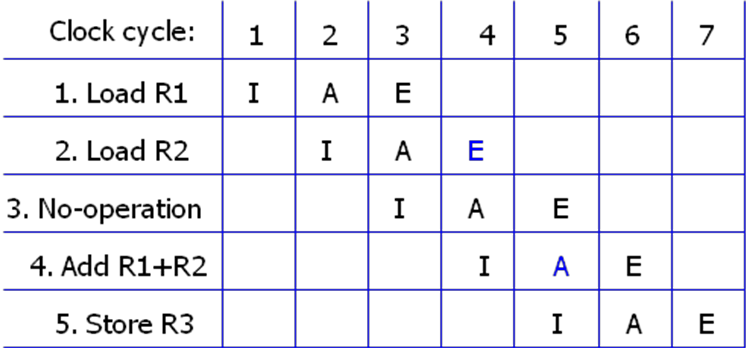 Clock cycle: 1 2 3 4 5 6 7
1. Load R1 I A E
2. Load R2 I A E
3. No-operation I A E
4. Add R1+R2 I A E
5. Store R3 I A E